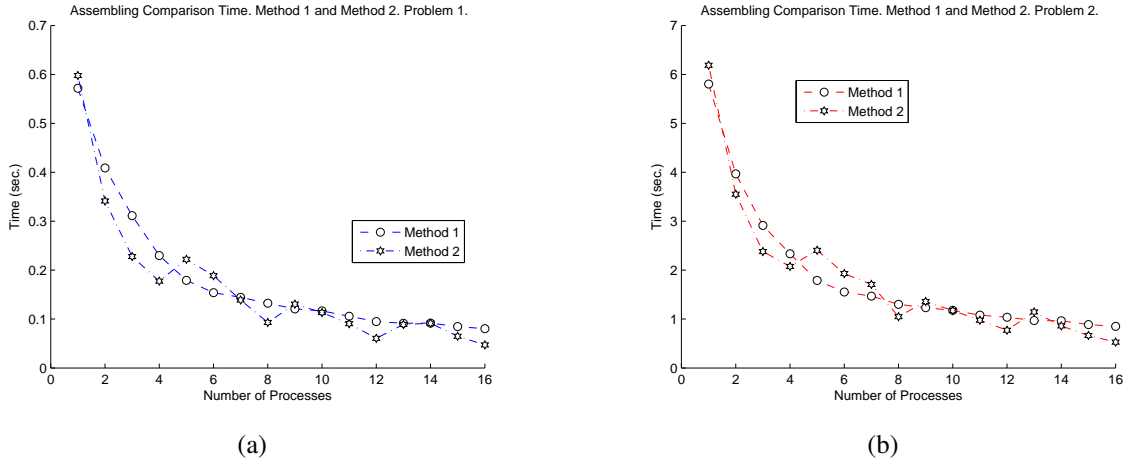 Assembling Comparison Time. Method 1 and Method 2. Problem 1.
0.7
0.6
0.5
0.4
0.3
0.2
0.1
0
Time (sec.)
Method 1
Method 2
0 2 4 6 8 10 12 14 16
Number of Processes
(a)
Assembling Comparison Time. Method 1 and Method 2. Problem 2.
7
6
5
4
3
2
1
0
Time (sec.)
Method 1
Method 2
0 2 4 6 8 10 12 14 16
Number of Processes
(b)